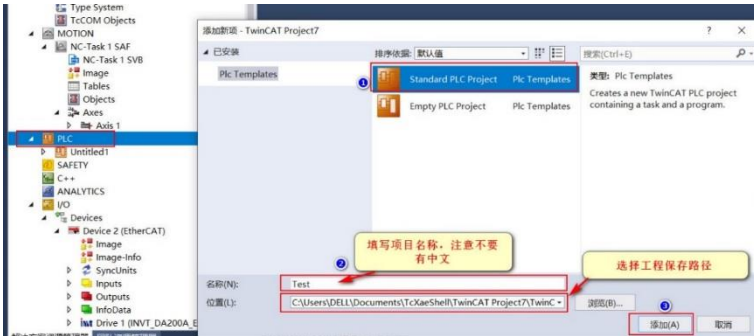 Type System
TcCOM Objects
MOTION
NC-Task 1 SAF
NC-Task 1 SVB
Image
Tables
Objects
Axes
Axis 1
PLC
Untitled1
SAFETY
C++
ANALYTICS
I/O
Devices
Device 2 (EtherCAT)
Image
Image-Info
SyncUnits
Inputs
Outputs
InfoData
Drive 1 (INVT_DA200A_E
添加新项 - TwinCAT Project7
? ×
已安装
排序依据: 默认值
搜索(Ctrl+E)
Plc Templates
1
Standard PLC Project Plc Templates
Empty PLC Project Plc Templates
类型: Plc Templates
Creates a new TwinCAT PLC project
containing a task and a program.
填写项目名称，注意不要
有中文
2
选择工程保存路径
名称(N): Test
位置(L): C:\Users\DELL\Documents\TcXaeShell\TwinCAT Project7\TwinC
浏览(B)...
3
添加(A)
取消